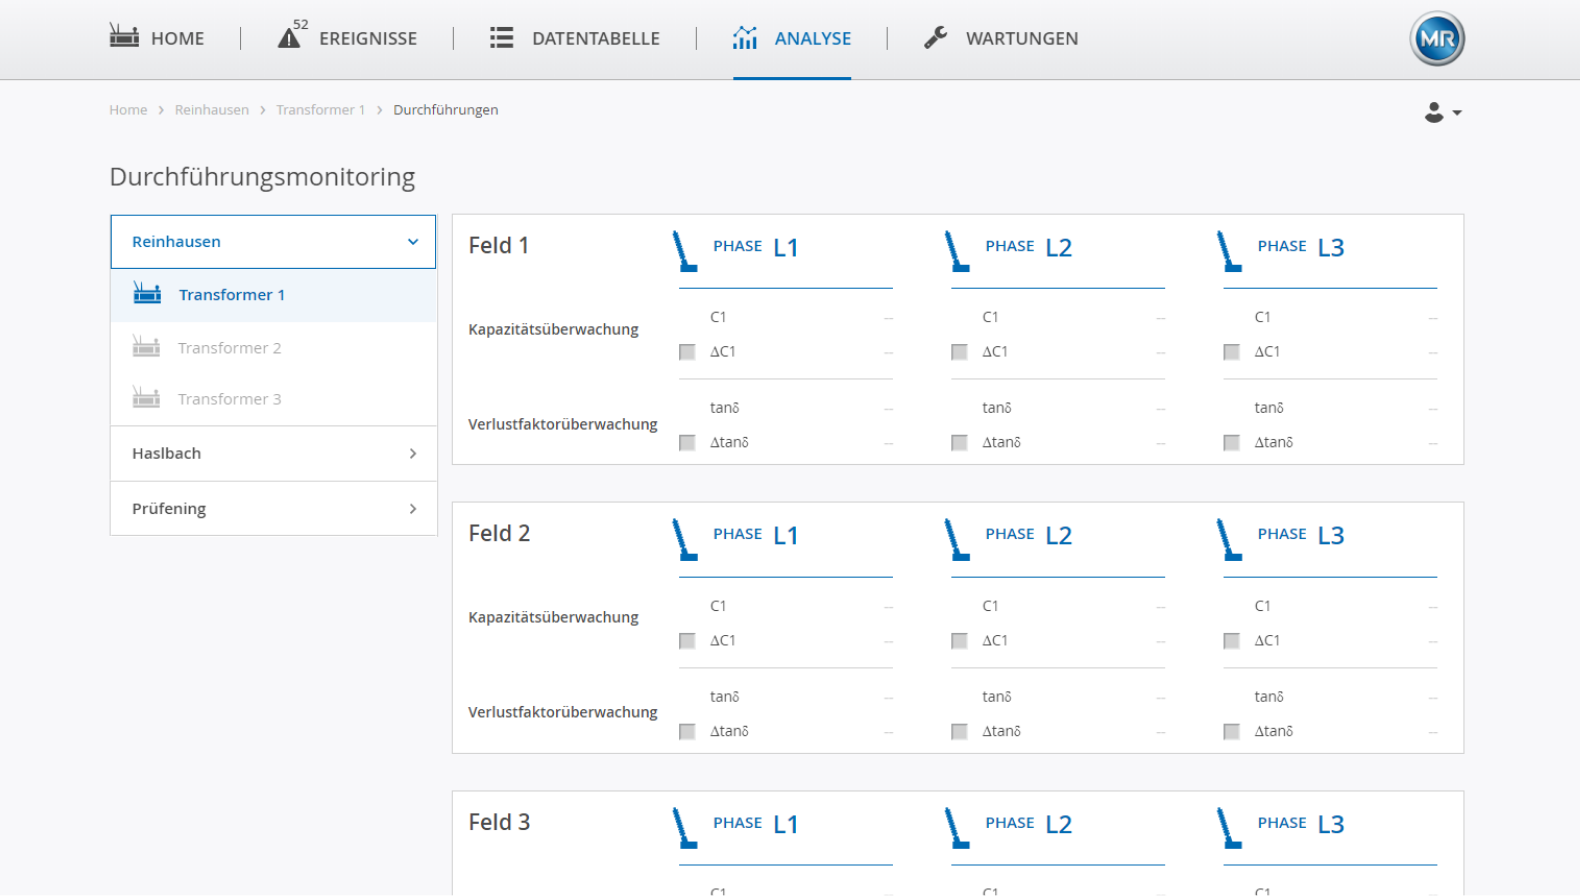 HOME
52
EREIGNISSE
DATENTABELLE
ANALYSE
WARTUNGEN
MR
Home > Reinhausen > Transformer 1 > Durchführungen
Durchführungsmonitoring
Reinhausen
Transformer 1
Transformer 2
Transformer 3
Haslbach
Prüfening
Feld 1 PHASE L1 PHASE L2 PHASE L3
Kapazitätsüberwachung
C1 -- C1 -- C1 --
ΔC1 -- ΔC1 -- ΔC1 --
Verlustfaktorüberwachung
tanδ -- tanδ -- tanδ --
Δtanδ -- Δtanδ -- Δtanδ --
Feld 2 PHASE L1 PHASE L2 PHASE L3
Kapazitätsüberwachung
C1 -- C1 -- C1 --
ΔC1 -- ΔC1 -- ΔC1 --
Verlustfaktorüberwachung
tanδ -- tanδ -- tanδ --
Δtanδ -- Δtanδ -- Δtanδ --
Feld 3 PHASE L1 PHASE L2 PHASE L3
C1 C1 C1